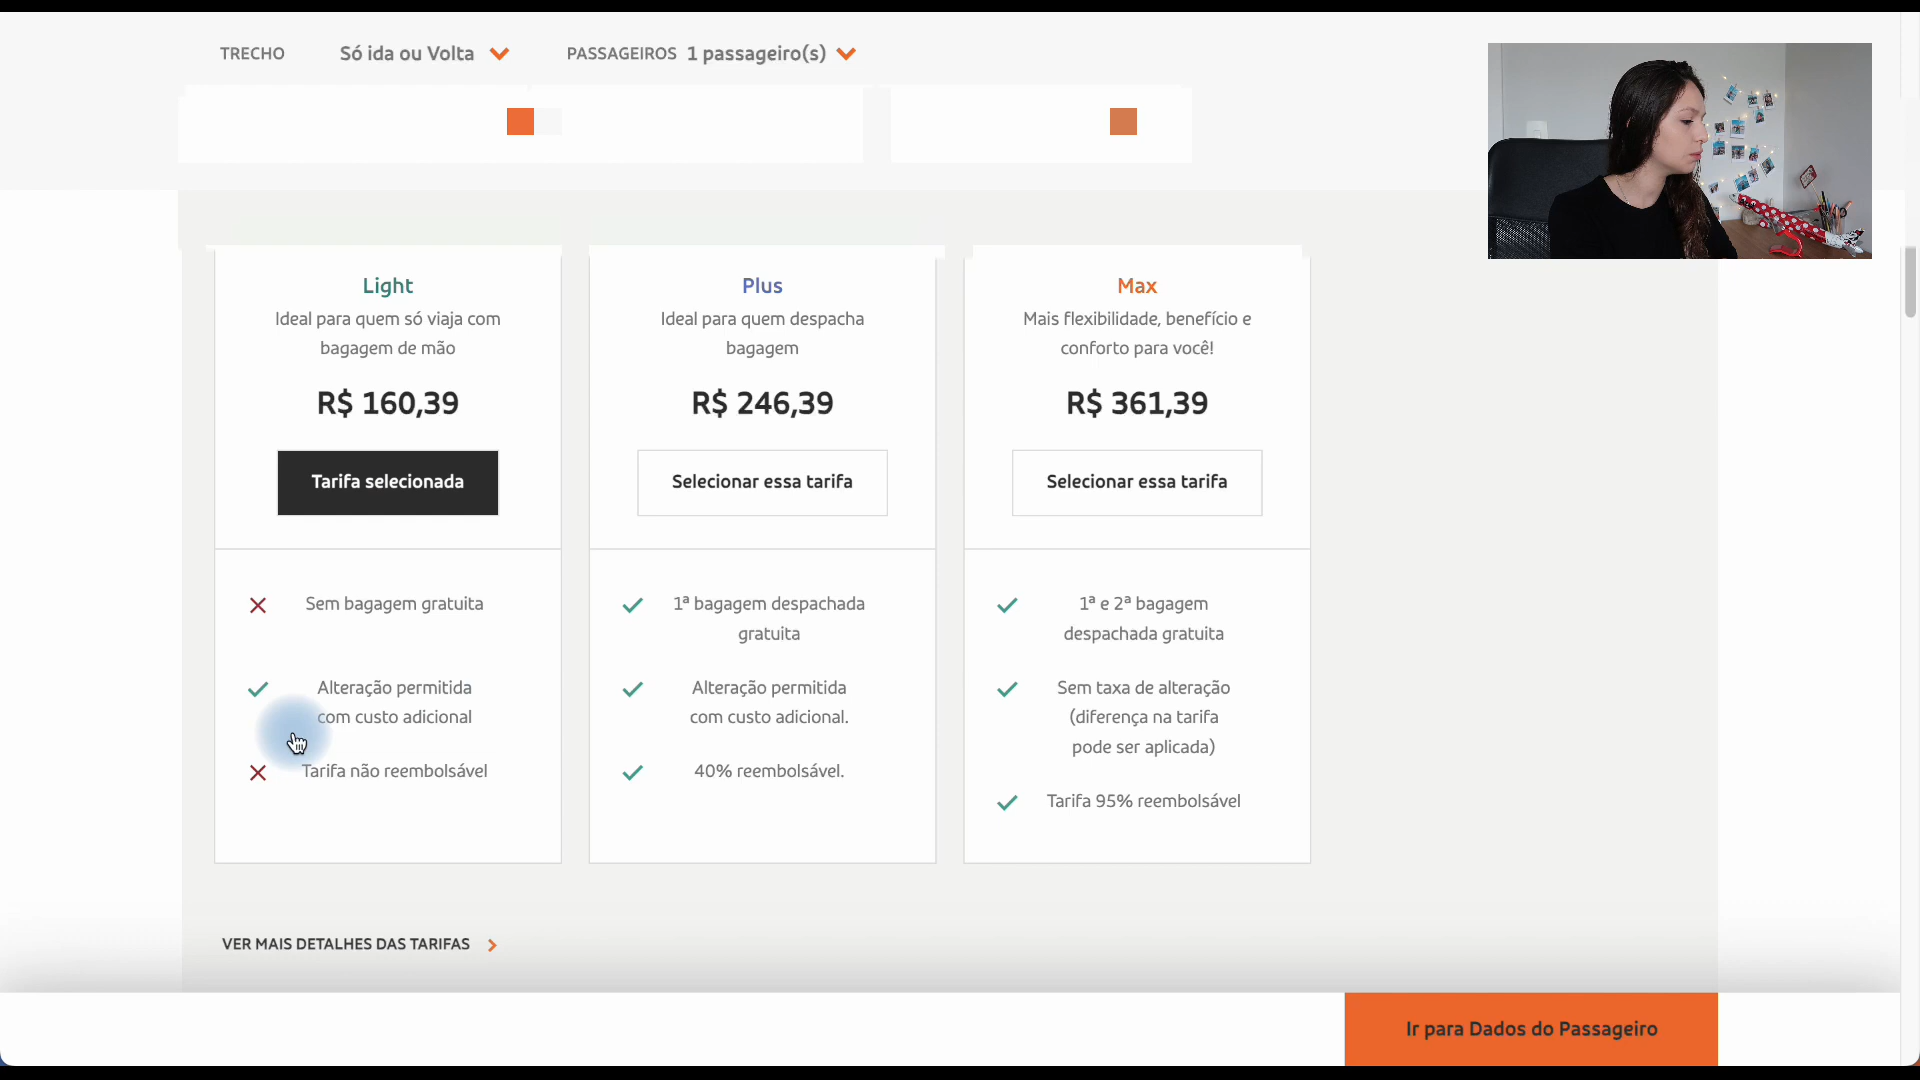 TRECHO Só ida ou Volta PASSAGEIROS 1 passageiro(s)
Light
Ideal para quem só viaja com
bagagem de mão
R$ 160,39
Tarifa selecionada
Sem bagagem gratuita
Alteração permitida
com custo adicional
Tarifa não reembolsável
Plus
Ideal para quem despacha
bagagem
R$ 246,39
Selecionar essa tarifa
1ª bagagem despachada
gratuita
Alteração permitida
com custo adicional.
40% reembolsável.
Max
Mais flexibilidade, benefício e
conforto para você!
R$ 361,39
Selecionar essa tarifa
1ª e 2ª bagagem
despachada gratuita
Sem taxa de alteração
(diferença na tarifa
pode ser aplicada)
Tarifa 95% reembolsável
VER MAIS DETALHES DAS TARIFAS
Ir para Dados do Passageiro